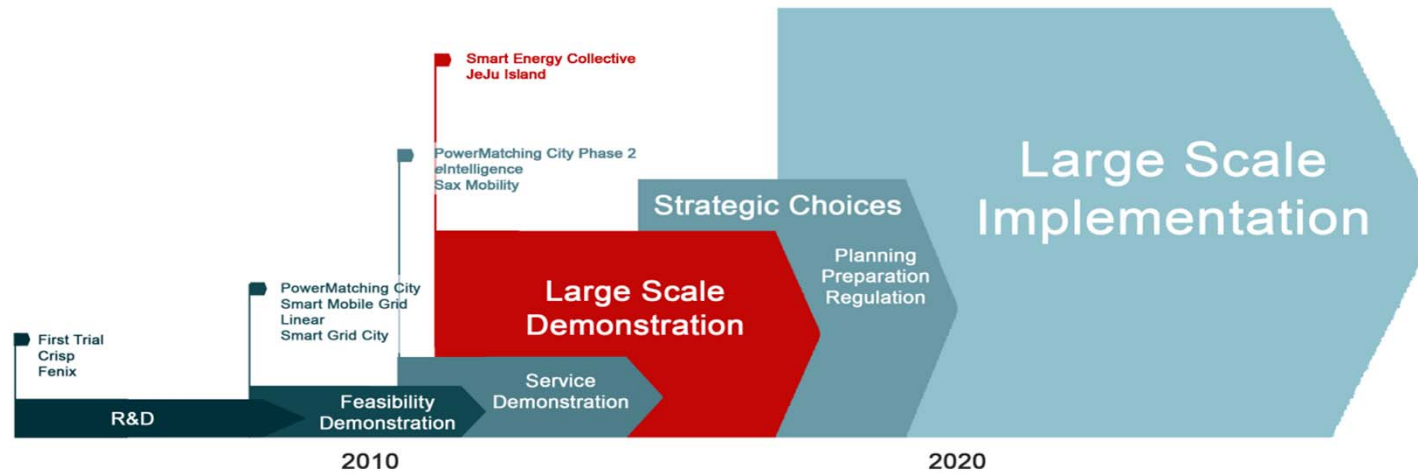 Smart Energy Collective
JeJu Island
PowerMatching City Phase 2
eIntelligence
Sax Mobility
PowerMatching City
Smart Mobile Grid
Linear
Smart Grid City
First Trial
Crisp
Fenix
R&D
Feasibility
Demonstration
Service
Demonstration
Large Scale
Demonstration
Strategic Choices
Planning
Preparation
Regulation
Large Scale
Implementation
2010
2020